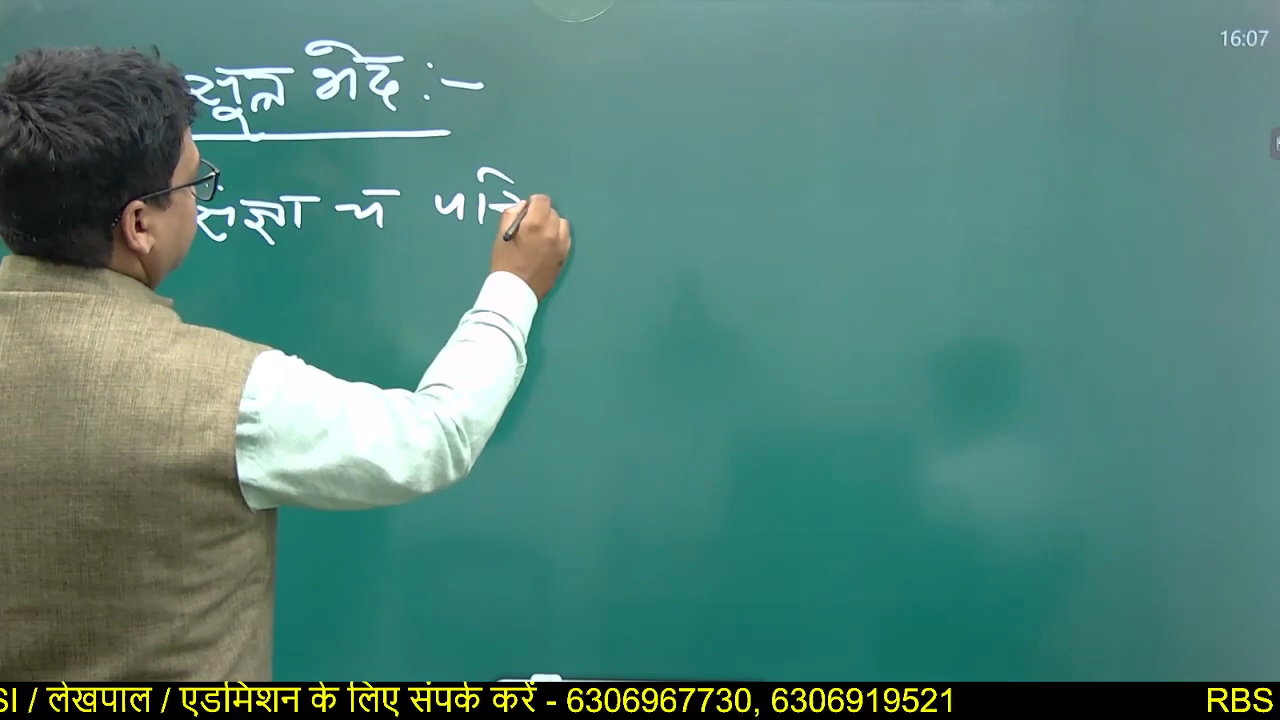 16:07
सूत्र भेद :-
संज्ञा च परि
SI / लेखपाल / एडमिशन के लिए संपर्क करें - 6306967730, 6306919521 RBS